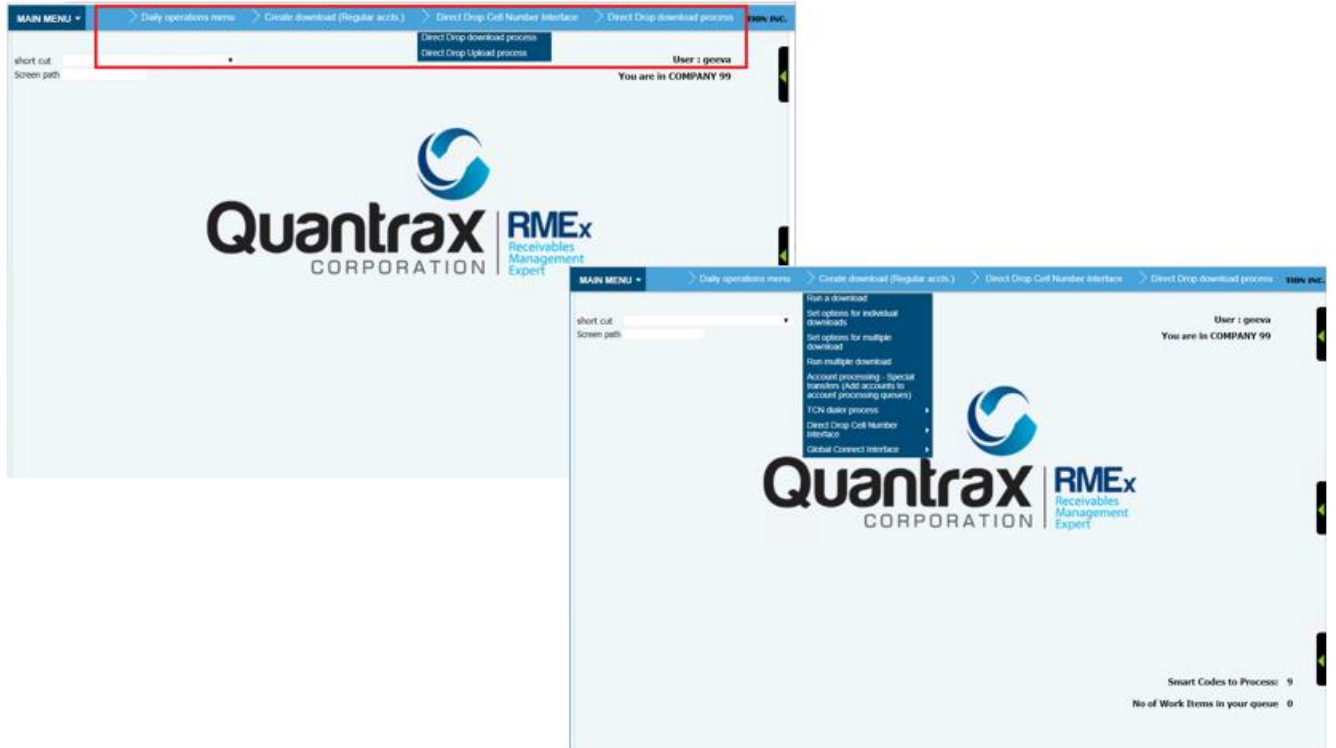 MAIN MENU Daily operations menu Create download (Regular accts.) Direct Drop Cell Number Interface Direct Drop download process TION INC.
Direct Drop download process
Direct Drop Upload process
short cut
User : geeva
Screen path
You are in COMPANY 99
Quantrax
CORPORATION
RMEx
Receivables
Management
Expert
MAIN MENU Daily operations menu Create download (Regular accts.) Direct Drop Cell Number Interface Direct Drop download process TION INC.
Run a download
Set options for individual
downloads
Set options for multiple
download
Run multiple download
Account processing - Special
transfers (Add accounts to
account processing queues)
TCN dialer process
Direct Drop Cell Number
Interface
Global Connect Interface
short cut
User : geeva
Screen path
You are in COMPANY 99
Quantrax
CORPORATION
RMEx
Receivables
Management
Expert
Smart Codes to Process: 9
No of Work Items in your queue 0